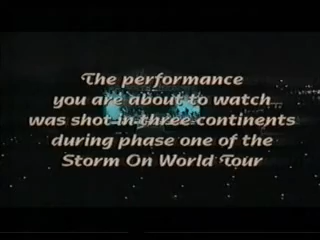 The performance
you are about to watch
was shot in three continents
during phase one of the
Storm On World Tour